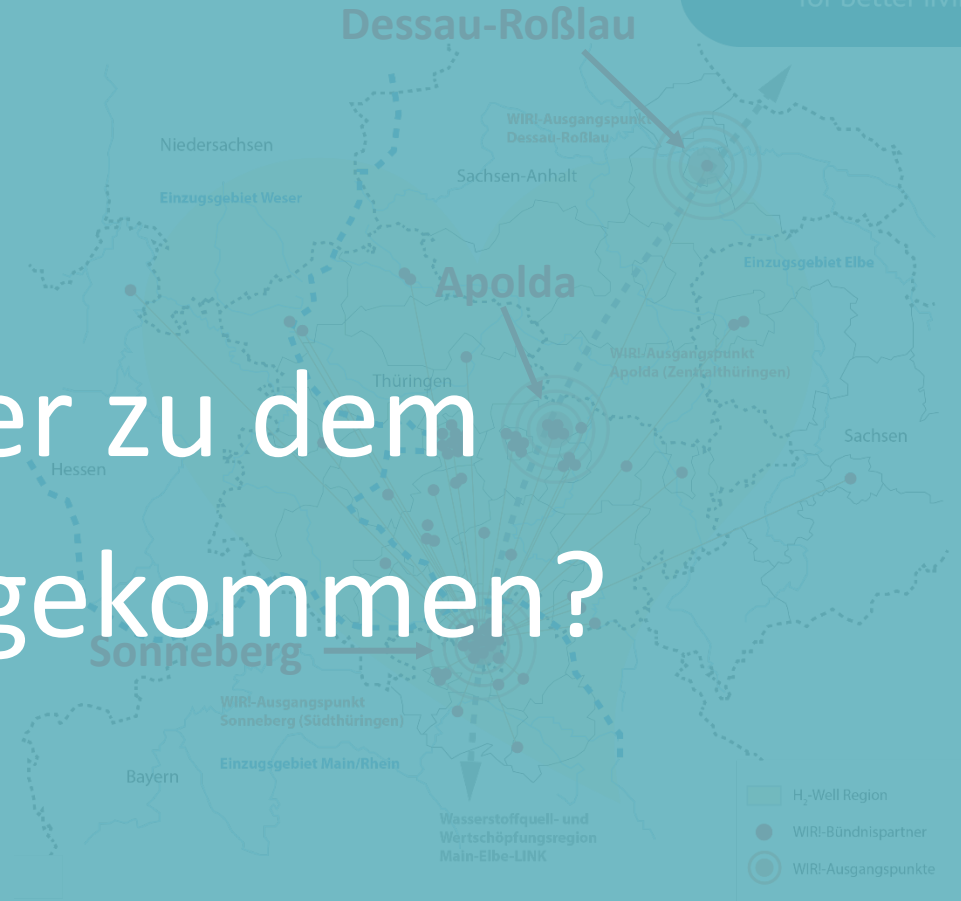 for better livi
Dessau-Roßlau
WIR!-Ausgangspunkt
Dessau-Roßlau
Niedersachsen
Sachsen-Anhalt
Einzugsgebiet Weser
Einzugsgebiet Elbe
Apolda
WIR!-Ausgangspunkt
Apolda (Zentralthüringen)
Thüringen
er zu dem
Sachsen
Hessen
gekommen?
Sonneberg
WIR!-Ausgangspunkt
Sonneberg (Südthüringen)
Einzugsgebiet Main/Rhein
Bayern
Wasserstoffquell- und
Wertschöpfungsregion
Main-Elbe-LINK
H₂-Well Region
WIR!-Bündnispartner
WIR!-Ausgangspunkte